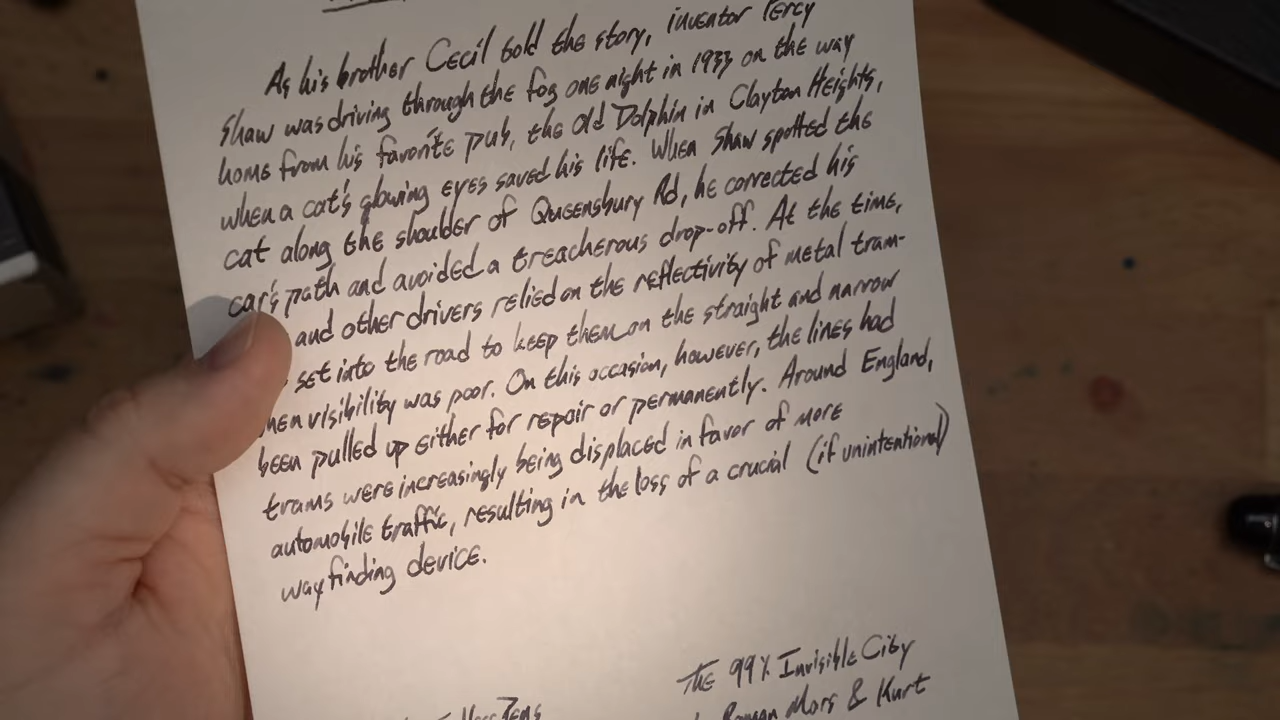 As his brother Cecil told the story, inventor Percy
Shaw was driving through the fog one night in 1933 on the way
home from his favorite pub, the Old Dolphin in Clayton Heights,
when a cat's glowing eyes saved his life. When Shaw spotted the
cat along the shoulder of Queensbury Rd, he corrected his
car's path and avoided a treacherous drop-off. At the time,
and other drivers relied on the reflectivity of metal tram-
set into the road to keep them on the straight and narrow
visibility was poor. On this occasion, however, the lines had
been pulled up either for repair or permanently. Around England,
trams were increasingly being displaced in favor of more
automobile traffic, resulting in the loss of a crucial (if unintentional)
wayfinding device.
The 99% Invisible City
Roman Mars & Kurt